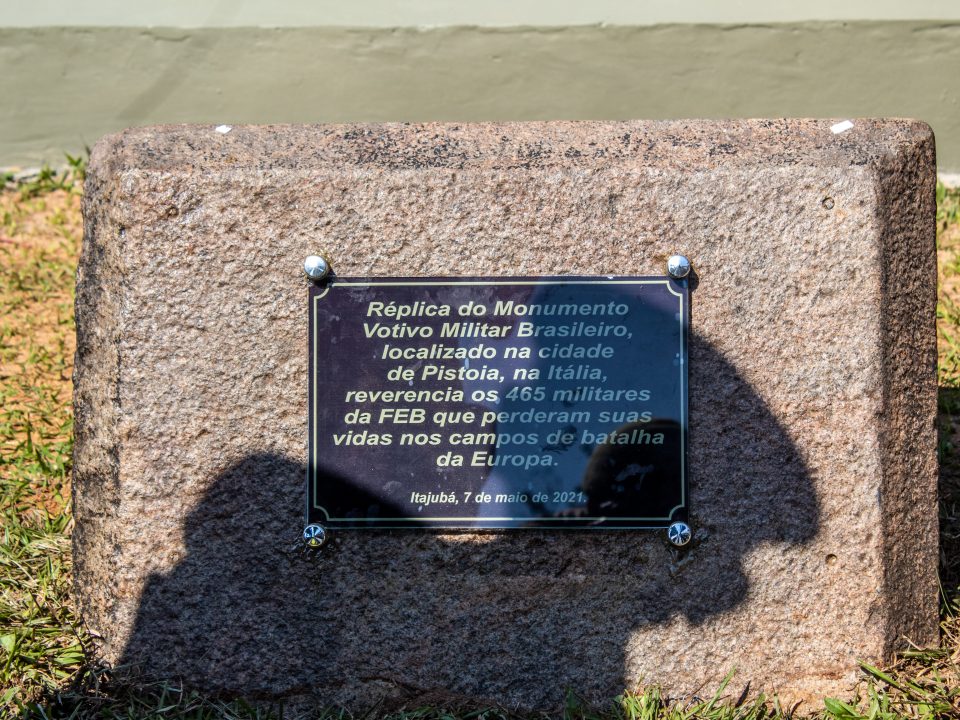 Réplica do Monumento
Votivo Militar Brasileiro,
localizado na cidade
de Pistoia, na Itália,
reverencia os 465 militares
da FEB que perderam suas
vidas nos campos de batalha
da Europa.
Itajubá, 7 de maio de 2021.